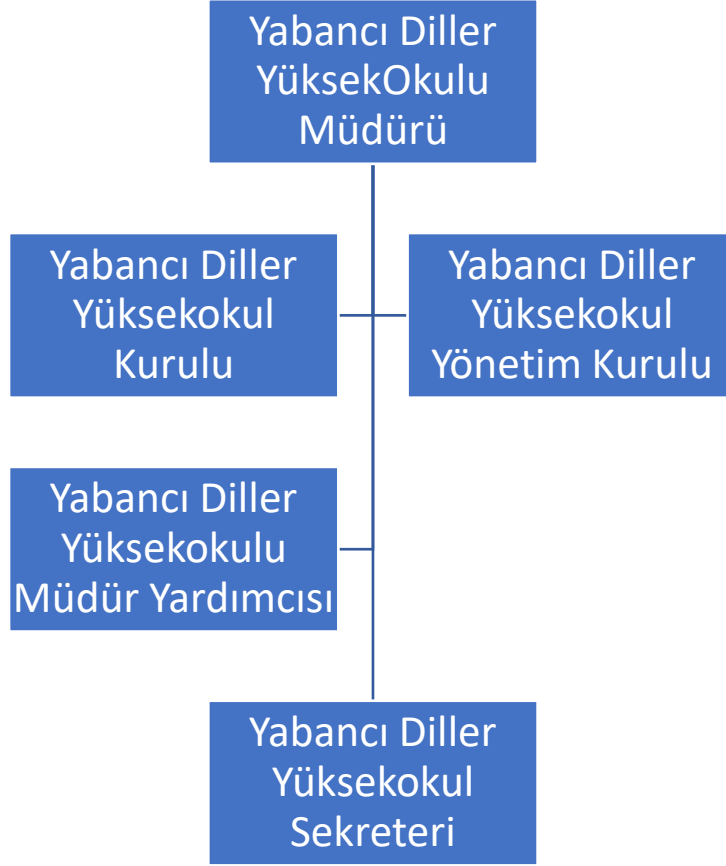 Yabancı Diller
YüksekOkulu
Müdürü
Yabancı Diller
Yüksekokul
Kurulu
Yabancı Diller
Yüksekokul
Yönetim Kurulu
Yabancı Diller
Yüksekokulu
Müdür Yardımcısı
Yabancı Diller
Yüksekokul
Sekreteri